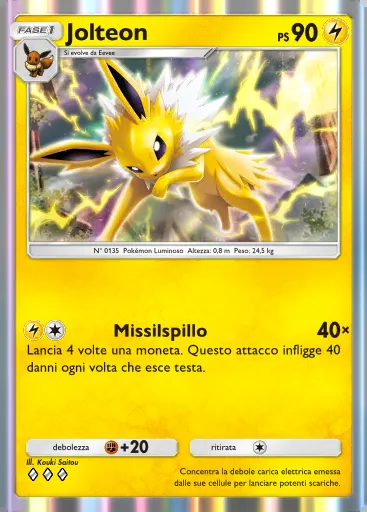 FASE 1
Jolteon
PS 90
Si evolve da Eevee
N° 0135 Pokémon Luminoso Altezza: 0,8 m Peso: 24,5 kg
Missilspillo 40×
Lancia 4 volte una moneta. Questo attacco infligge 40
danni ogni volta che esce testa.
debolezza +20 ritirata
Ill. Kouki Saitou
Concentra la debole carica elettrica emessa
dalle sue cellule per lanciare potenti scariche.